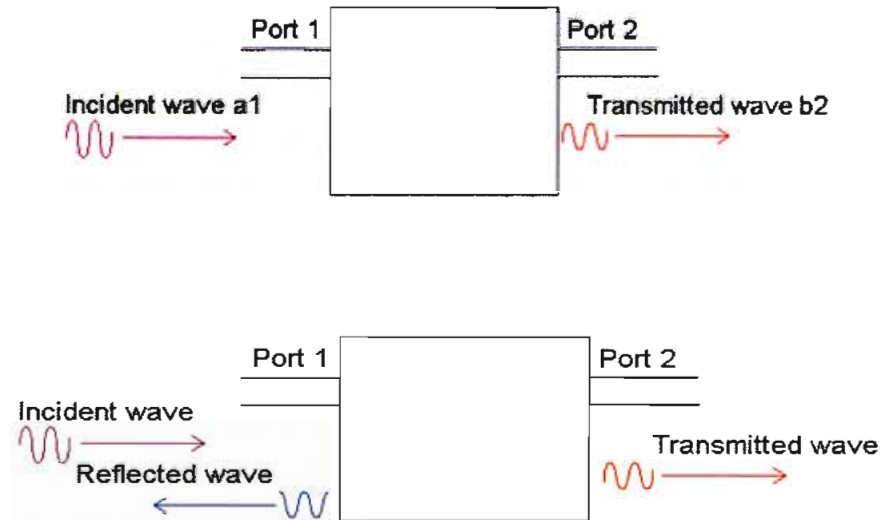 Port 1
Port 2
Incident wave a1
Transmitted wave b2
Port 1
Port 2
Incident wave
Transmitted wave
Reflected wave